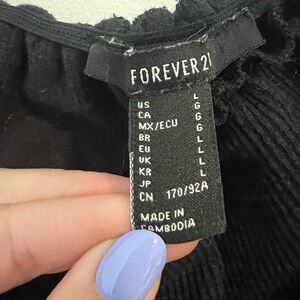 FOREVER 21
US L
CA G
MX/ECU G
BR G
EU L
UK L
KR L
JP L
CN 170/92A
MADE IN
CAMBODIA